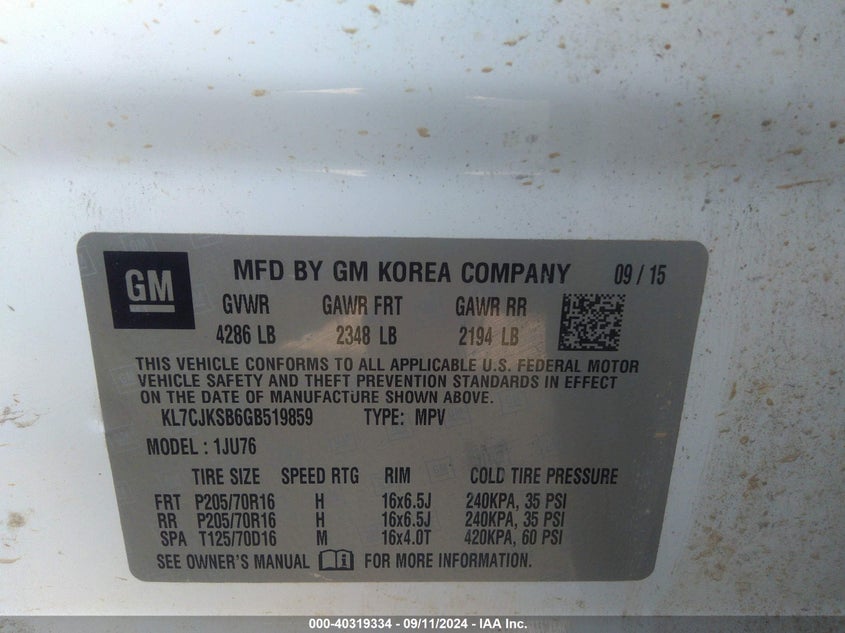 GM
MFD BY GM KOREA COMPANY 09 / 15
GVWR GAWR FRT GAWR RR
4286 LB 2348 LB 2194 LB
THIS VEHICLE CONFORMS TO ALL APPLICABLE U.S. FEDERAL MOTOR
VEHICLE SAFETY AND THEFT PREVENTION STANDARDS IN EFFECT
ON THE DATE OF MANUFACTURE SHOWN ABOVE.
KL7CJKSB6GB519859 TYPE: MPV
MODEL : 1JU76
TIRE SIZE SPEED RTG RIM COLD TIRE PRESSURE
FRT P205/70R16 H 16x6.5J 240KPA, 35 PSI
RR P205/70R16 H 16x6.5J 240KPA, 35 PSI
SPA T125/70D16 M 16x4.0T 420KPA, 60 PSI
SEE OWNER'S MANUAL FOR MORE INFORMATION.
000-40319334 - 09/11/2024 - IAA Inc.